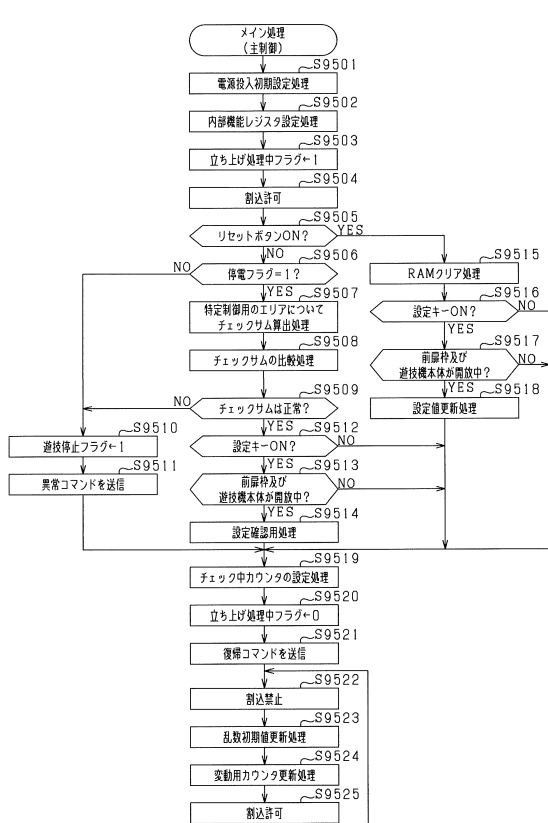 メイン処理
(主制御)
S9501
電源投入初期設定処理
S9502
内部機能レジスタ設定処理
S9503
立ち上げ処理中フラグ←1
S9504
割込許可
S9505
リセットボタンON?
YES
NO
S9506
停電フラグ=1?
NO
YES
S9507
特定制御用のエリアについて
チェックサム算出処理
S9508
チェックサムの比較処理
S9509
チェックサムは正常?
NO
YES
S9510
遊技停止フラグ←1
S9511
異常コマンドを送信
S9512
設定キーON?
NO
YES
S9513
前扉枠及び
遊技機本体が開放中?
NO
YES
S9514
設定確認用処理
S9515
RAMクリア処理
S9516
設定キーON?
NO
YES
S9517
前扉枠及び
遊技機本体が開放中?
NO
YES
S9518
設定値更新処理
S9519
チェック中カウンタの設定処理
S9520
立ち上げ処理中フラグ←0
S9521
復帰コマンドを送信
S9522
割込禁止
S9523
乱数初期値更新処理
S9524
変動用カウンタ更新処理
S9525
割込許可